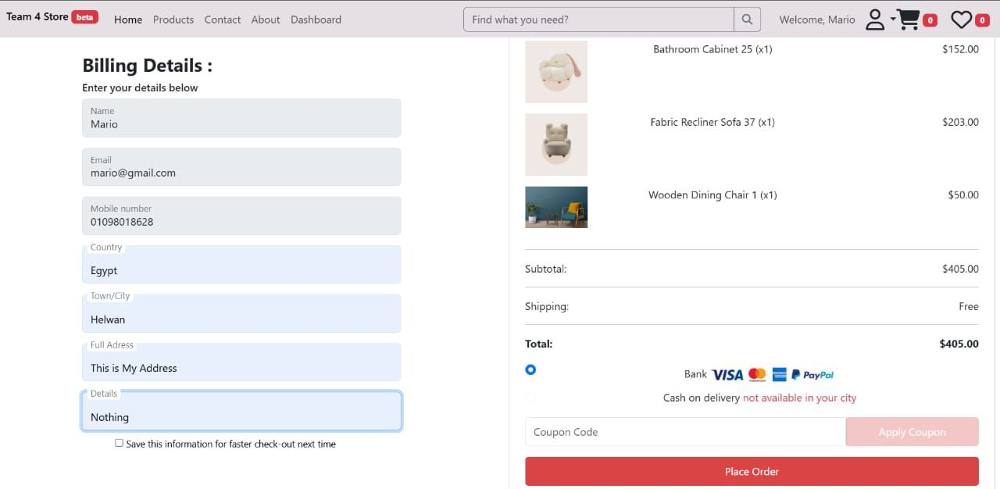 Team 4 Store beta Home Products Contact About Dashboard Find what you need? Welcome, Mario 0 0
Billing Details :
Enter your details below
Name
Mario
Email
mario@gmail.com
Mobile number
01098018628
Country
Egypt
Town/City
Helwan
Full Adress
This is My Address
Details
Nothing
Save this information for faster check-out next time
Bathroom Cabinet 25 (x1) $152.00
Fabric Recliner Sofa 37 (x1) $203.00
Wooden Dining Chair 1 (x1) $50.00
Subtotal: $405.00
Shipping: Free
Total: $405.00
Bank VISA mastercard PayPal
Cash on delivery not available in your city
Coupon Code Apply Coupon
Place Order